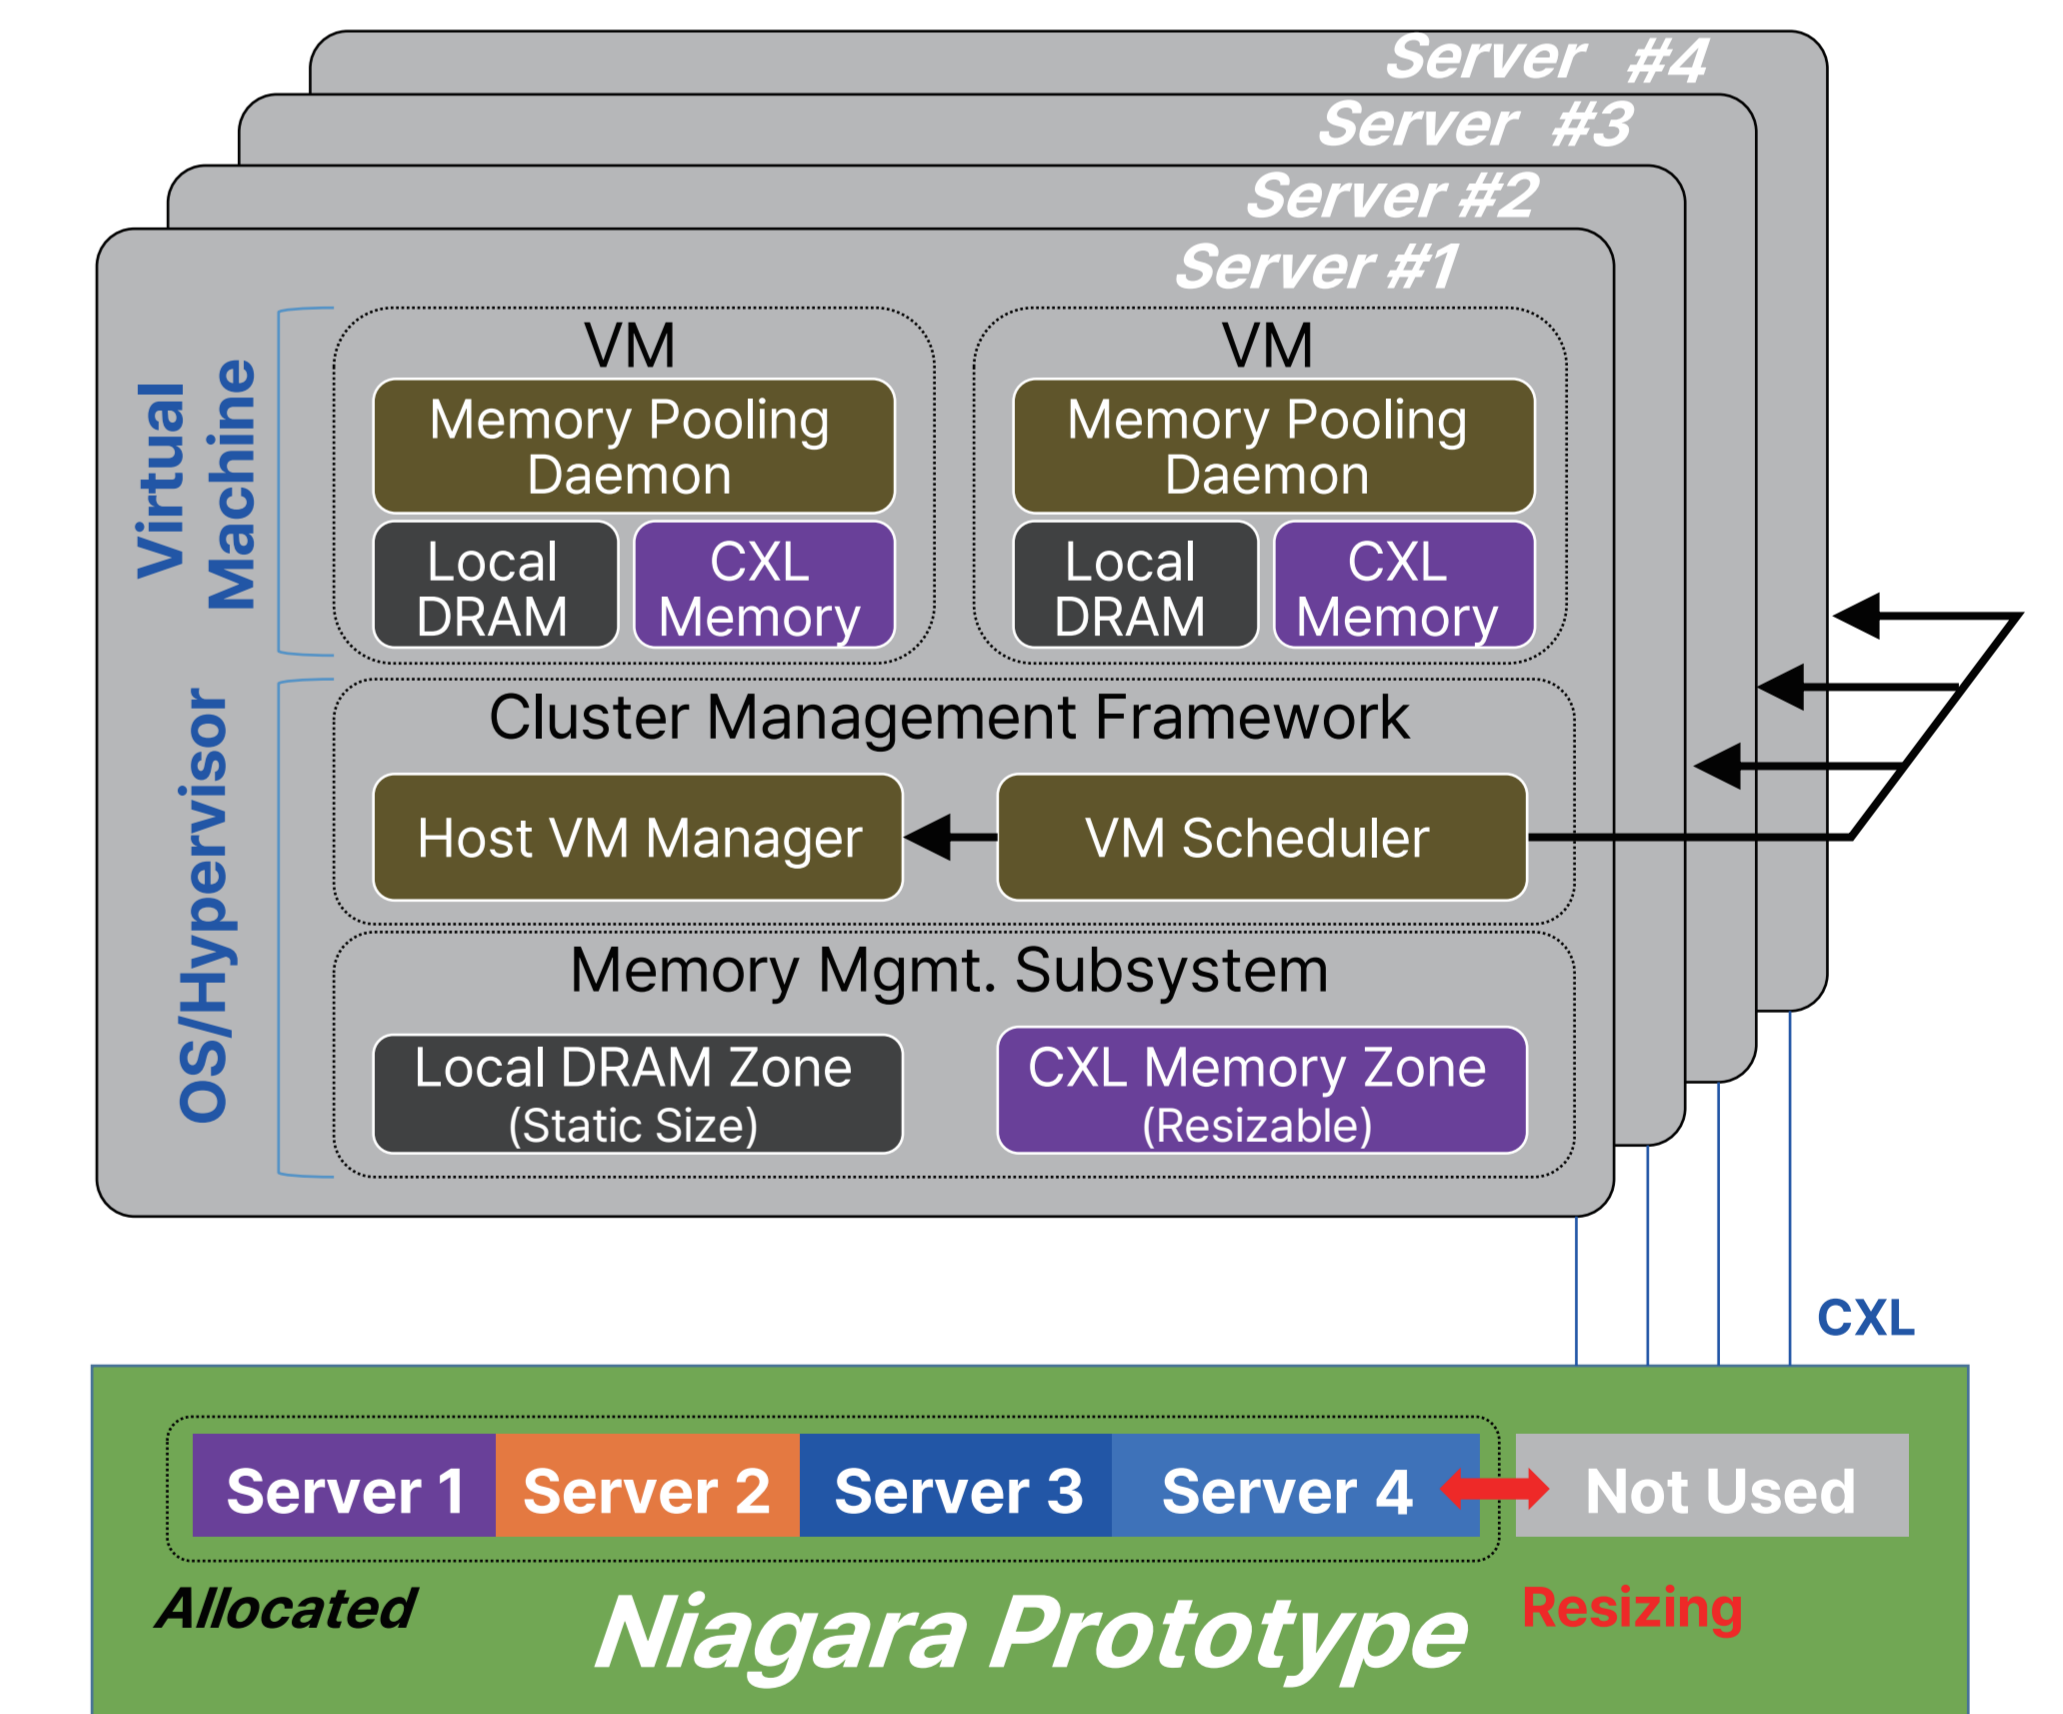 Server #4
Server #3
Server #2
Server #1
Virtual
Machine
VM
Memory Pooling
Daemon
Local
DRAM
CXL
Memory
VM
Memory Pooling
Daemon
Local
DRAM
CXL
Memory
OS/Hypervisor
Cluster Management Framework
Host VM Manager
VM Scheduler
Memory Mgmt. Subsystem
Local DRAM Zone
(Static Size)
CXL Memory Zone
(Resizable)
CXL
Server 1
Server 2
Server 3
Server 4
Not Used
Allocated
Niagara Prototype
Resizing